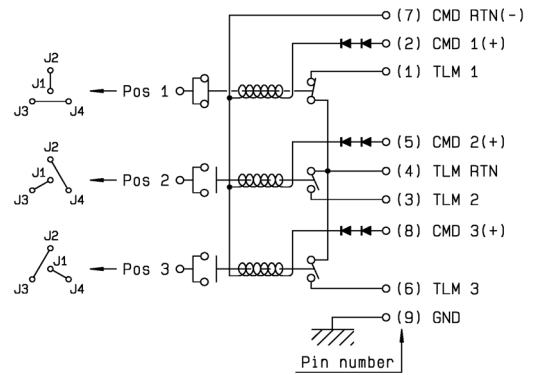 (7) CMD RTN(-)
(2) CMD 1(+)
(1) TLM 1
J2
J1
J3 J4
Pos 1
(5) CMD 2(+)
(4) TLM RTN
(3) TLM 2
J2
J1
J3 J4
Pos 2
(8) CMD 3(+)
J2
J1
J3 J4
Pos 3
(6) TLM 3
(9) GND
Pin number